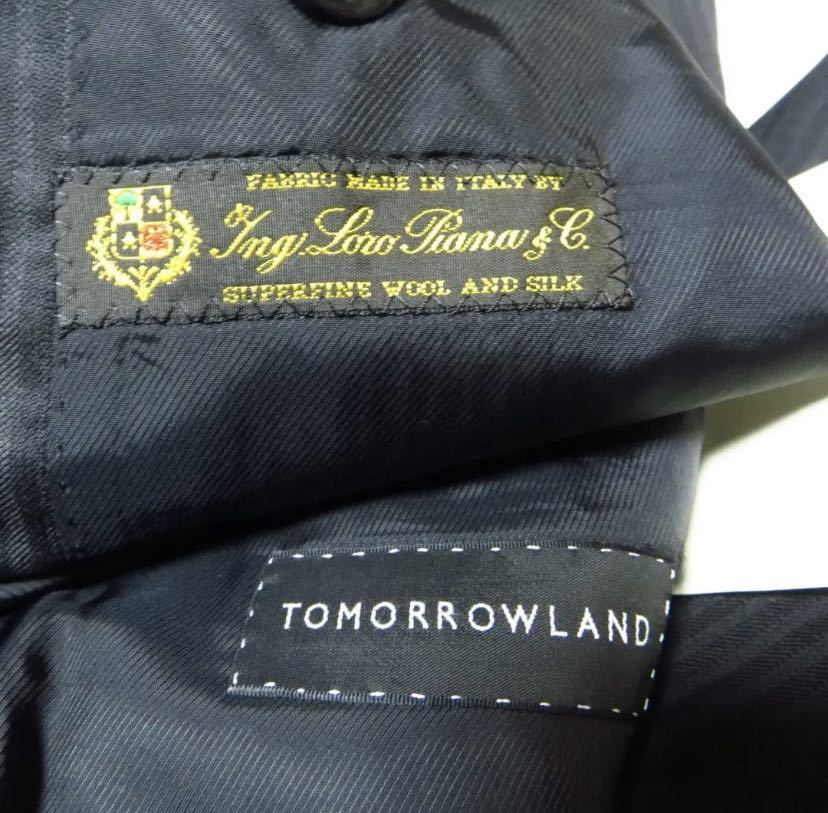 FABRIC MADE IN ITALY BY
Ing. Loro Piana & C.
SUPERFINE WOOL AND SILK
TOMORROWLAND